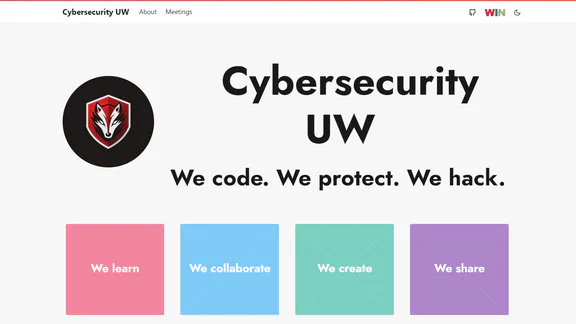 Cybersecurity UW About Meetings WIN
Cybersecurity
UW
We code. We protect. We hack.
We learn We collaborate We create We share